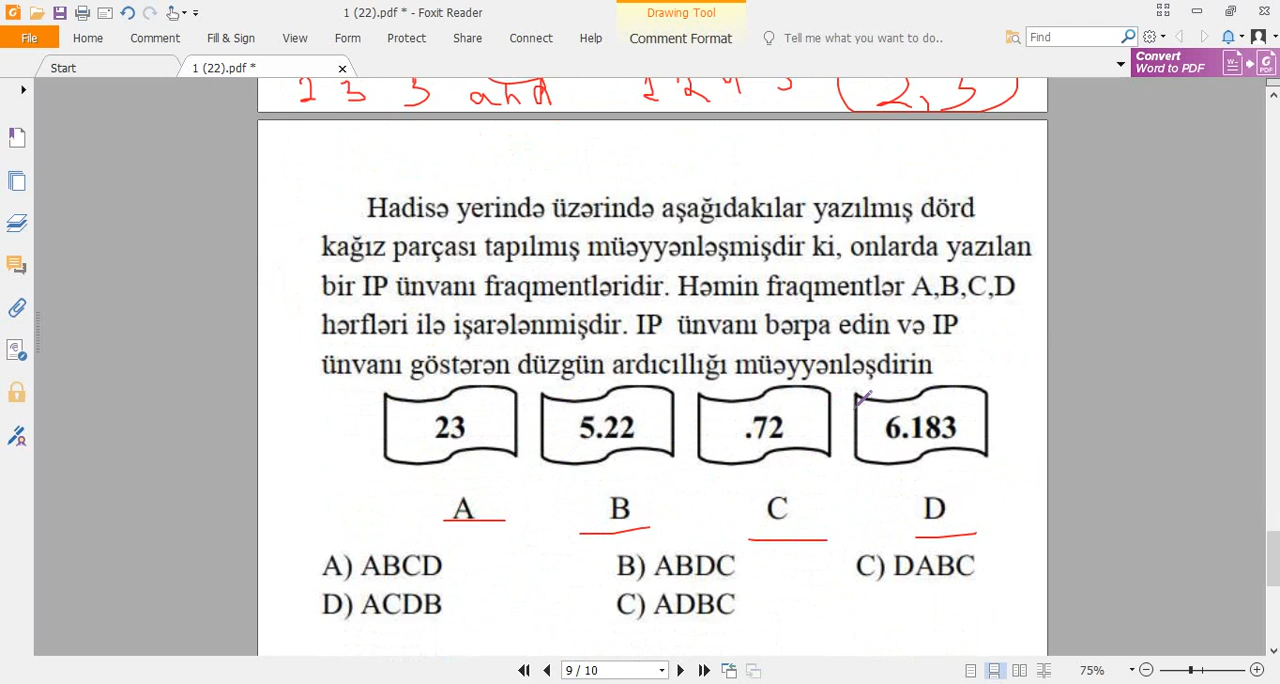 1 (22).pdf * - Foxit Reader
Drawing Tool
File Home Comment Fill & Sign View Form Protect Share Connect Help Comment Format Tell me what you want to do.. Find
Start 1 (22).pdf *
Convert
Word to PDF
PDF
and 2,3
Hadisə yerində üzərində aşağıdakılar yazılmış dörd
kağız parçası tapılmış müəyyənləşmişdir ki, onlarda yazılan
bir IP ünvanı fraqmentləridir. Həmin fraqmentlər A,B,C,D
hərfləri ilə işarələnmişdir. IP ünvanı bərpa edin və IP
ünvanı göstərən düzgün ardıcıllığı müəyyənləşdirin
23 5.22 .72 6.183
A B C D
A) ABCD B) ABDC C) DABC
D) ACDB C) ADBC
9 / 10 75%